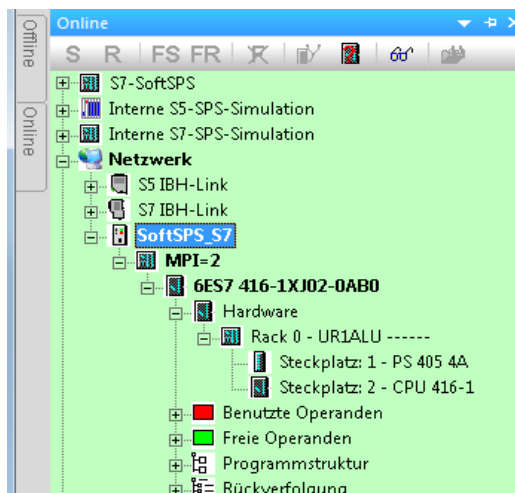 Offline
Online
Online
S R FS FR
S7-SoftSPS
Interne S5-SPS-Simulation
Interne S7-SPS-Simulation
Netzwerk
S5 IBH-Link
S7 IBH-Link
SoftSPS_S7
MPI=2
6ES7 416-1XJ02-0AB0
Hardware
Rack 0 - UR1ALU ------
Steckplatz: 1 - PS 405 4A
Steckplatz: 2 - CPU 416-1
Benutzte Operanden
Freie Operanden
Programmstruktur
Rückverfolgung